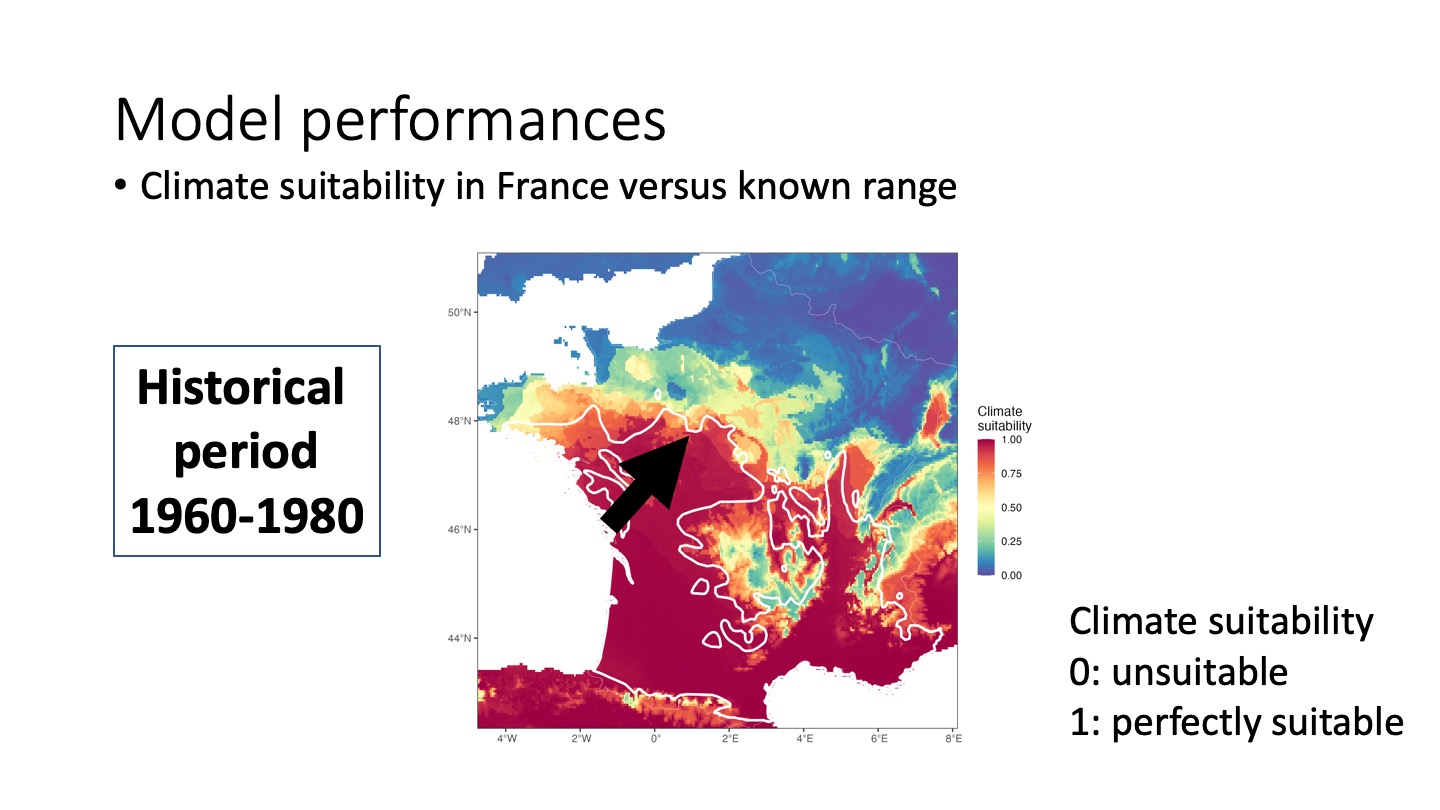 Model performances
• Climate suitability in France versus known range
Historical
period
1960-1980
50°N
48°N
46°N
44°N
4°W
2°W
0°
2°E
4°E
6°E
8°E
Climate
suitability
1.00
0.75
0.50
0.25
0.00
Climate suitability
0: unsuitable
1: perfectly suitable